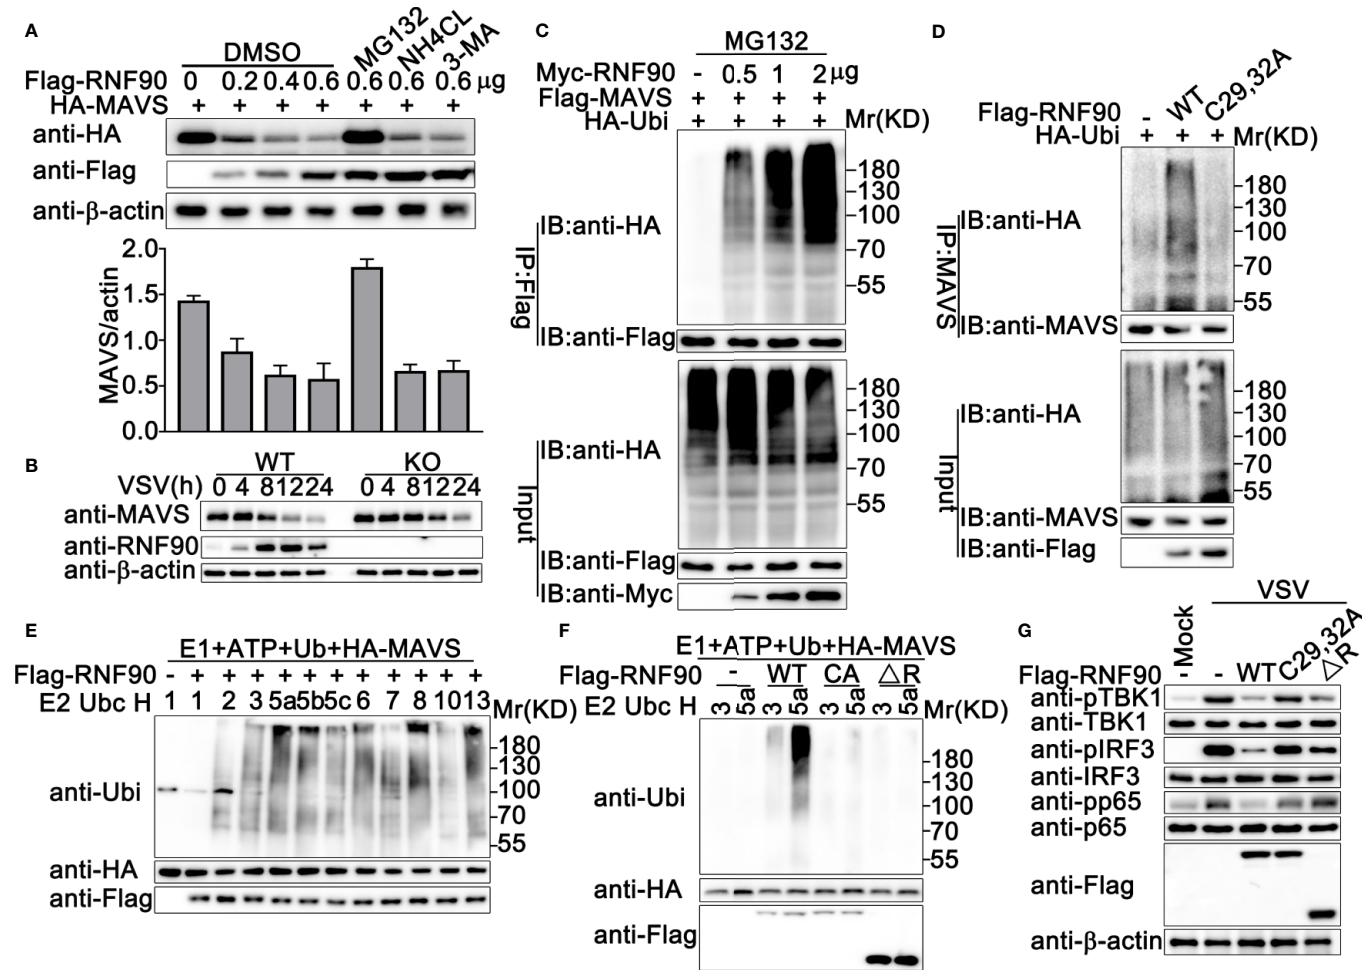 A
DMSO MG132 NH4CL 3-MA
Flag-RNF90 0 0.2 0.4 0.6 0.6 0.6 0.6 μg
HA-MAVS + + + + + + +
anti-HA
anti-Flag
anti-β-actin
MAVS/actin
2.0
1.5
1.0
0.5
0.0
B
WT KO
VSV(h) 0 4 8 12 24 0 4 8 12 24
anti-MAVS
anti-RNF90
anti-β-actin
C
MG132
Myc-RNF90 - 0.5 1 2 μg
Flag-MAVS + + + +
HA-Ubi + + + + Mr(KD)
IP:Flag
IB:anti-HA
-180
-130
-100
-70
-55
IB:anti-Flag
Input
IB:anti-HA
-180
-130
-100
-70
-55
IB:anti-Flag
IB:anti-Myc
D
Flag-RNF90 - WT C29,32A
HA-Ubi + + + Mr(KD)
IP:MAVS
IB:anti-HA
-180
-130
-100
-70
-55
IB:anti-MAVS
Input
IB:anti-HA
-180
-130
-100
-70
-55
IB:anti-MAVS
IB:anti-Flag
E
E1+ATP+Ub+HA-MAVS
Flag-RNF90 - + + + + + + + + + + +
E2 Ubc H 1 1 2 3 5a 5b 5c 6 7 8 10 13 Mr(KD)
anti-Ubi
-180
-130
-100
-70
-55
anti-HA
anti-Flag
F
E1+ATP+Ub+HA-MAVS
Flag-RNF90 - WT CA △R
E2 Ubc H 3 5a 3 5a 3 5a 3 5a Mr(KD)
anti-Ubi
-180
-130
-100
-70
-55
anti-HA
anti-Flag
G
Mock VSV
Flag-RNF90 - - WT C29,32A △R
anti-pTBK1
anti-TBK1
anti-pIRF3
anti-IRF3
anti-pp65
anti-p65
anti-Flag
anti-β-actin